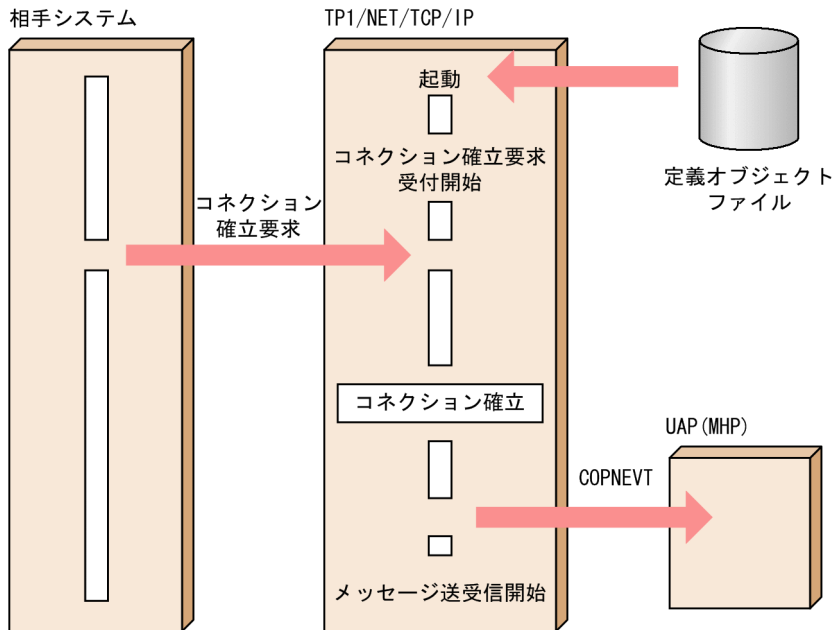 相手システム
TP1/NET/TCP/IP
起動
コネクション確立要求
受付開始
定義オブジェクト
ファイル
コネクション
確立要求
コネクション確立
UAP(MHP)
COPNEVT
メッセージ送受信開始